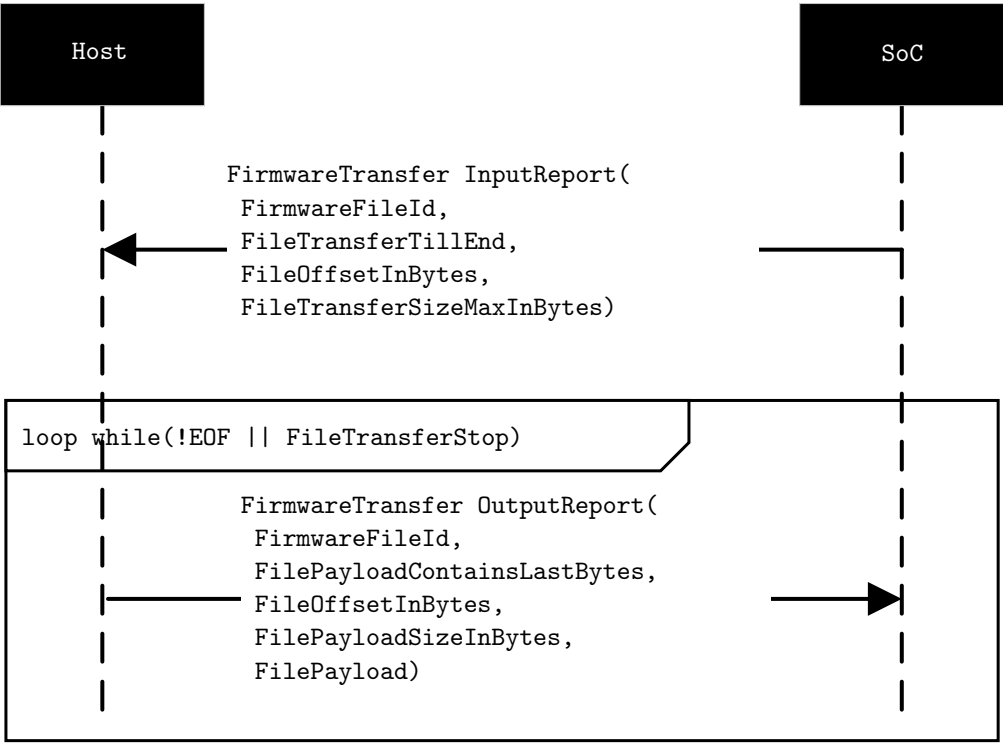 Host
SoC
FirmwareTransfer InputReport(
FirmwareFileId,
FileTransferTillEnd,
FileOffsetInBytes,
FileTransferSizeMaxInBytes)
loop while(!EOF || FileTransferStop)
FirmwareTransfer OutputReport(
FirmwareFileId,
FilePayloadContainsLastBytes,
FileOffsetInBytes,
FilePayloadSizeInBytes,
FilePayload)